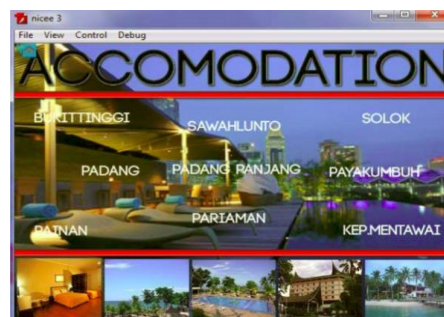 nicee 3
File View Control Debug
ACCOMODATION
BUKITTINGGI SAWAHLUNTO SOLOK
PADANG PADANG PANJANG PAYAKUMBUH
PAINAN PARIAMAN KEP.MENTAWAI